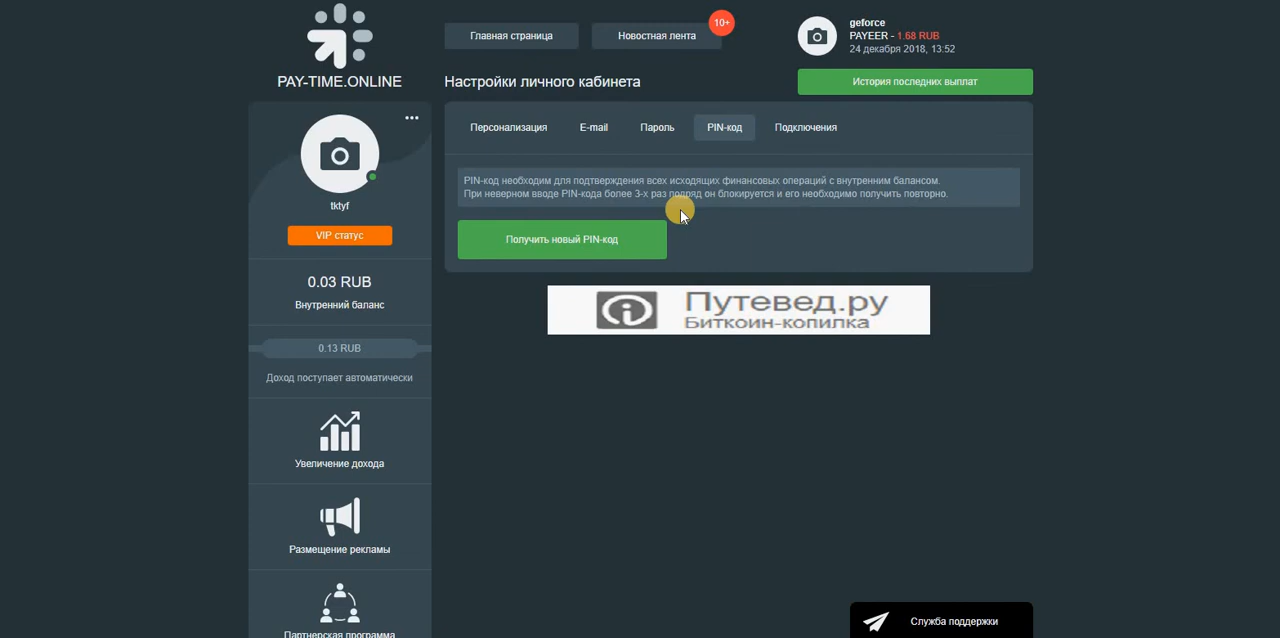 PAY-TIME.ONLINE
Главная страница
Новостная лента
10+
geforce
PAYEER - 1.68 RUB
24 декабря 2018, 13:52
Настройки личного кабинета
История последних выплат
tktyf
VIP статус
0.03 RUB
Внутренний баланс
0.13 RUB
Доход поступает автоматически
Увеличение дохода
Размещение рекламы
Партнерская программа
Персонализация
E-mail
Пароль
PIN-код
Подключения
PIN-код необходим для подтверждения всех исходящих финансовых операций с внутренним балансом.
При неверном вводе PIN-кода более 3-х раз подряд он блокируется и его необходимо получить повторно.
Получить новый PIN-код
Путевед.ру
Биткоин-копилка
Служба поддержки